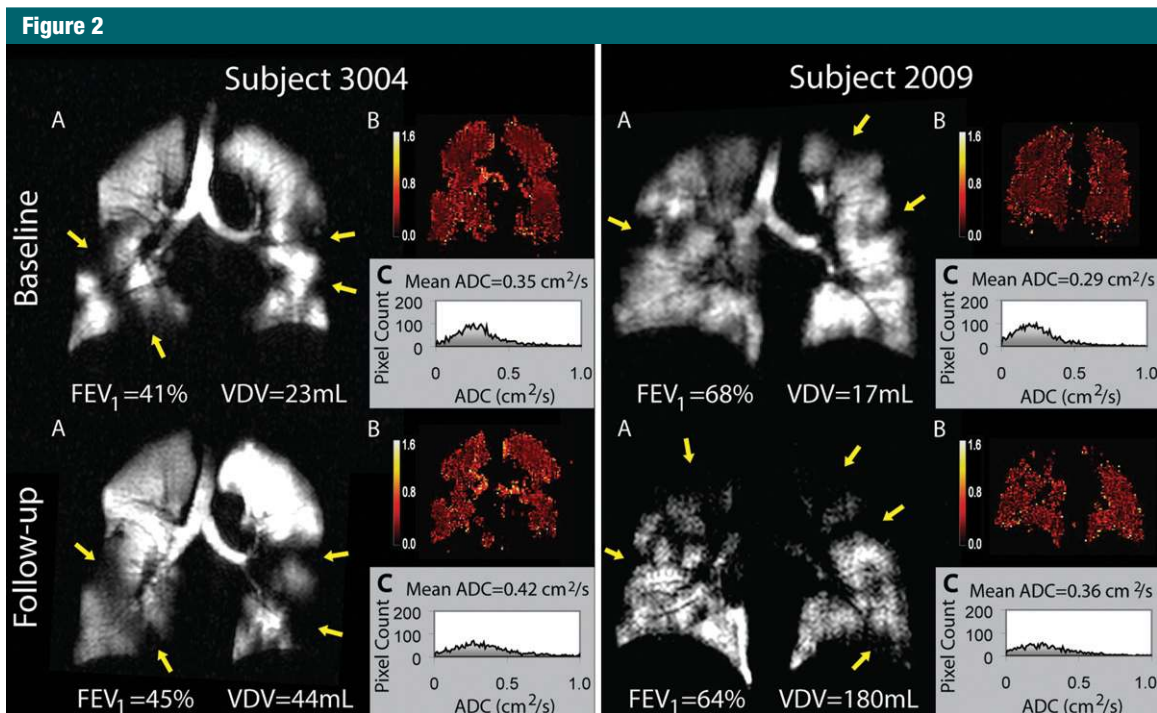 Figure 2
Subject 3004
Baseline
A
B
1.6
0.8
0.0
C
Mean ADC=0.35 cm²/s
Pixel Count
200
100
0
0
0.5
1.0
ADC (cm²/s)
FEV₁=41%
VDV=23mL
Subject 2009
A
B
1.6
0.8
0.0
C
Mean ADC=0.29 cm²/s
Pixel Count
200
100
0
0
0.5
1.0
ADC (cm²/s)
FEV₁=68%
VDV=17mL
Follow-up
A
B
1.6
0.8
0.0
C
Mean ADC=0.42 cm²/s
Pixel Count
200
100
0
0
0.5
1.0
ADC (cm²/s)
FEV₁=45%
VDV=44mL
A
B
1.6
0.8
0.0
C
Mean ADC=0.36 cm²/s
Pixel Count
200
100
0
0
0.5
1.0
ADC (cm²/s)
FEV₁=64%
VDV=180mL